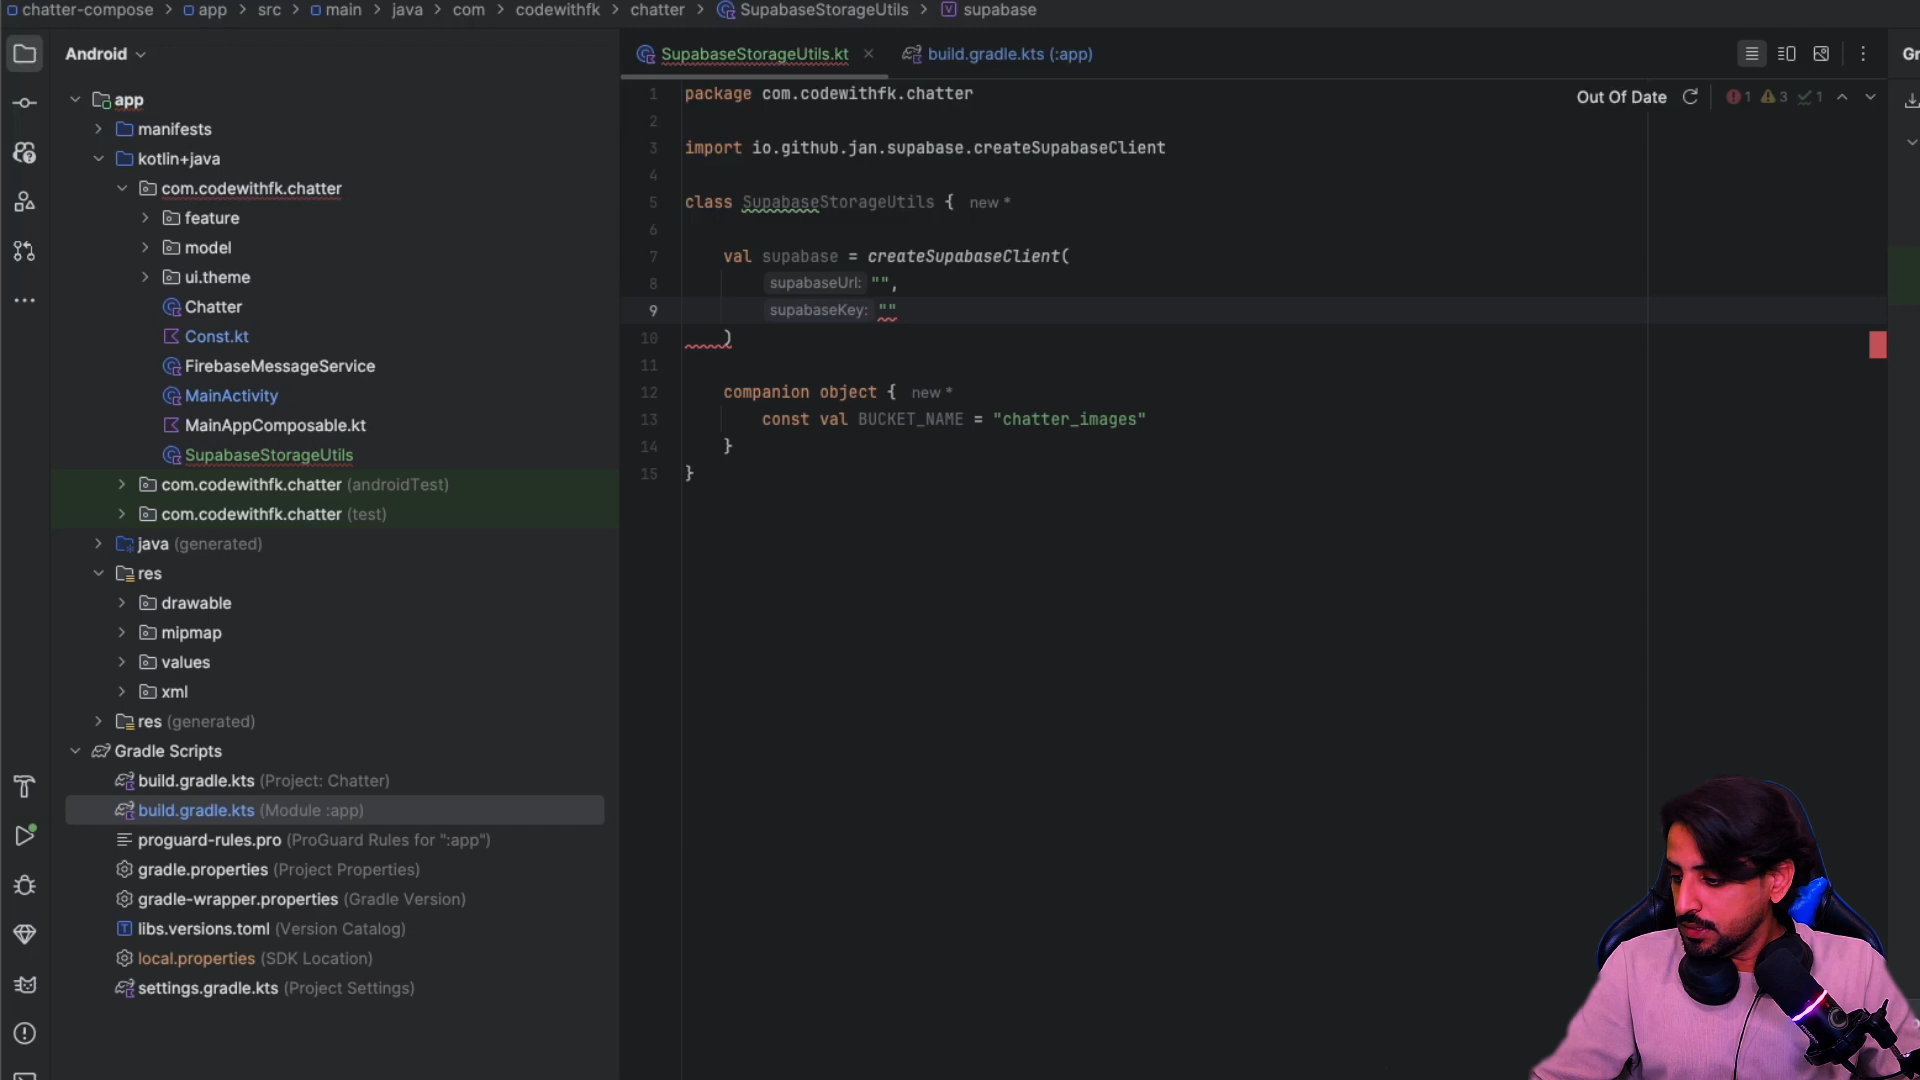 chatter-compose > app > src > main > java > com > codewithfk > chatter > SupabaseStorageUtils > supabase
Android
SupabaseStorageUtils.kt
build.gradle.kts (:app)
Gr
app
manifests
kotlin+java
com.codewithfk.chatter
feature
model
ui.theme
Chatter
Const.kt
FirebaseMessageService
MainActivity
MainAppComposable.kt
SupabaseStorageUtils
com.codewithfk.chatter (androidTest)
com.codewithfk.chatter (test)
java (generated)
res
drawable
mipmap
values
xml
res (generated)
Gradle Scripts
build.gradle.kts (Project: Chatter)
build.gradle.kts (Module :app)
proguard-rules.pro (ProGuard Rules for ":app")
gradle.properties (Project Properties)
gradle-wrapper.properties (Gradle Version)
libs.versions.toml (Version Catalog)
local.properties (SDK Location)
settings.gradle.kts (Project Settings)
Out Of Date 1 3 1
1 package com.codewithfk.chatter
2
3 import io.github.jan.supabase.createSupabaseClient
4
5 class SupabaseStorageUtils { new *
6
7 val supabase = createSupabaseClient(
8 supabaseUrl: "",
9 supabaseKey: ""
10 )
11
12 companion object { new *
13 const val BUCKET_NAME = "chatter_images"
14 }
15 }